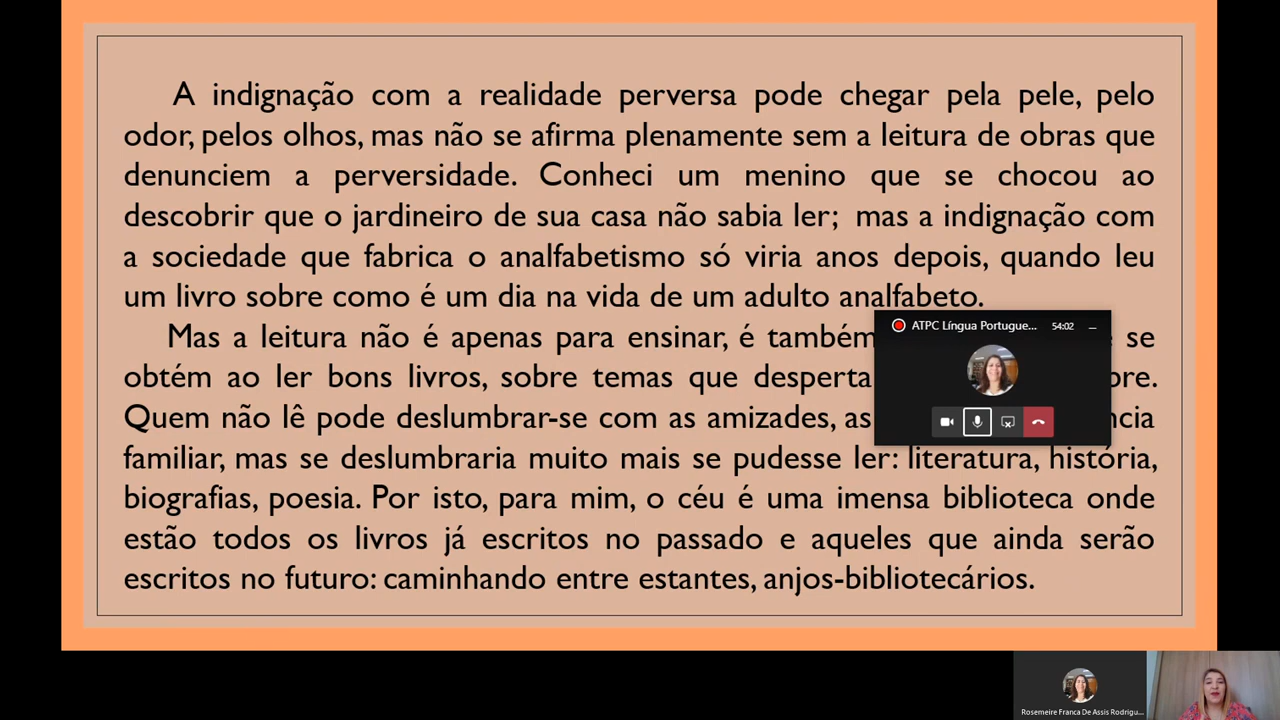 A indignação com a realidade perversa pode chegar pela pele, pelo
odor, pelos olhos, mas não se afirma plenamente sem a leitura de obras que
denunciem a perversidade. Conheci um menino que se chocou ao
descobrir que o jardineiro de sua casa não sabia ler; mas a indignação com
a sociedade que fabrica o analfabetismo só viria anos depois, quando leu
um livro sobre como é um dia na vida de um adulto analfabeto.
Mas a leitura não é apenas para ensinar, é também se
obtém ao ler bons livros, sobre temas que
Quem não lê pode deslumbrar-se com as amizades, as
familiar, mas se deslumbraria muito mais se pudesse ler: literatura, história,
biografias, poesia. Por isto, para mim, o céu é uma imensa biblioteca onde
estão todos os livros já escritos no passado e aqueles que ainda serão
escritos no futuro: caminhando entre estantes, anjos-bibliotecários.
ATPC Língua Portugue... 54:02
Rosemeire Franca De Assis Rodrigu...